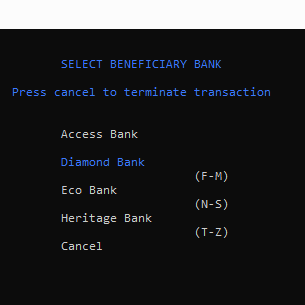 SELECT BENEFICIARY BANK
Press cancel to terminate transaction
Access Bank
Diamond Bank
(F-M)
Eco Bank
(N-S)
Heritage Bank
(T-Z)
Cancel